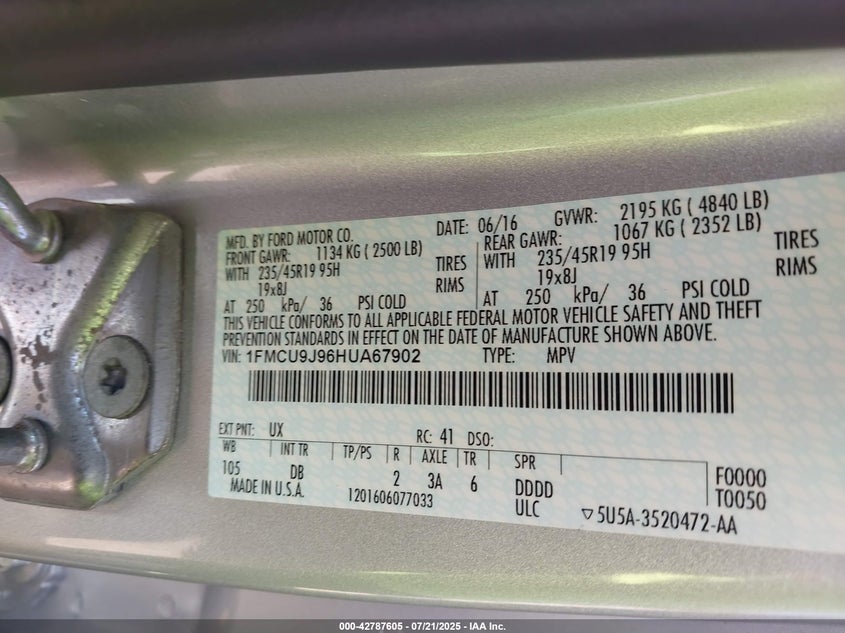 MFD. BY FORD MOTOR CO. DATE: 06/16 GVWR: 2195 KG ( 4840 LB)
FRONT GAWR: 1134 KG ( 2500 LB) REAR GAWR: 1067 KG ( 2352 LB)
WITH 235/45R19 95H TIRES WITH 235/45R19 95H TIRES
19x8J RIMS 19x8J RIMS
AT 250 kPa/ 36 PSI COLD AT 250 kPa/ 36 PSI COLD
THIS VEHICLE CONFORMS TO ALL APPLICABLE FEDERAL MOTOR VEHICLE SAFETY AND THEFT
PREVENTION STANDARDS IN EFFECT ON THE DATE OF MANUFACTURE SHOWN ABOVE.
VIN: 1FMCU9J96HUA67902 TYPE: MPV
EXT PNT: UX RC: 41 DSO:
WB INT TR TP/PS R AXLE TR SPR
105 DB 2 3A 6 DDDD F0000
MADE IN U.S.A. 1201606077033 ULC T0050
▽5U5A-3520472-AA
000-42787605 - 07/21/2025 - IAA Inc.